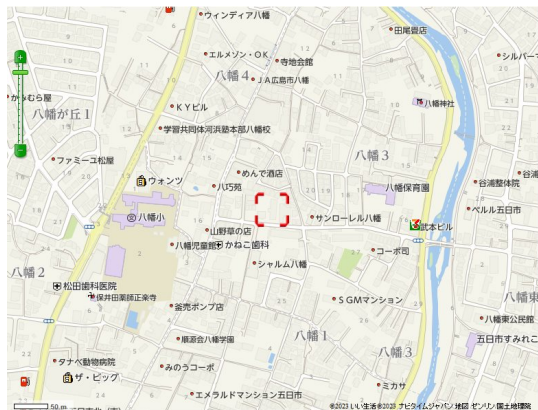 ウィンディア八幡
田尾畳店
エルメゾン・OK
寺地会館
シルバー
八幡4
JA広島市八幡
かみむら屋
KYビル
八幡神社
八幡が丘1
学習共同体河浜塾本部八幡校
八幡3
ファミーユ松屋
めんで酒店
谷浦整体院
谷浦
ウォンツ
八巧苑
八幡保育園
ベルル五日市
八幡小
サンローレル八幡
武本ビル
山野草の店
八幡児童館
かねこ歯科
コーポ司
シャルム八幡
八幡2
松田歯科医院
保井田薬師正楽寺
SGMマンション
八幡東
釜売ポンプ店
八幡東公民館
八幡1
順源会八幡学園
八幡3
五日市すみれこ
タナベ動物病院
みのうコーポ
ザ・ビッグ
ミカサ
エメラルドマンション五日市
50 m
©2023 いい生活 ©2023 ナビタイムジャパン 地図 ゼンリン 国土地理院